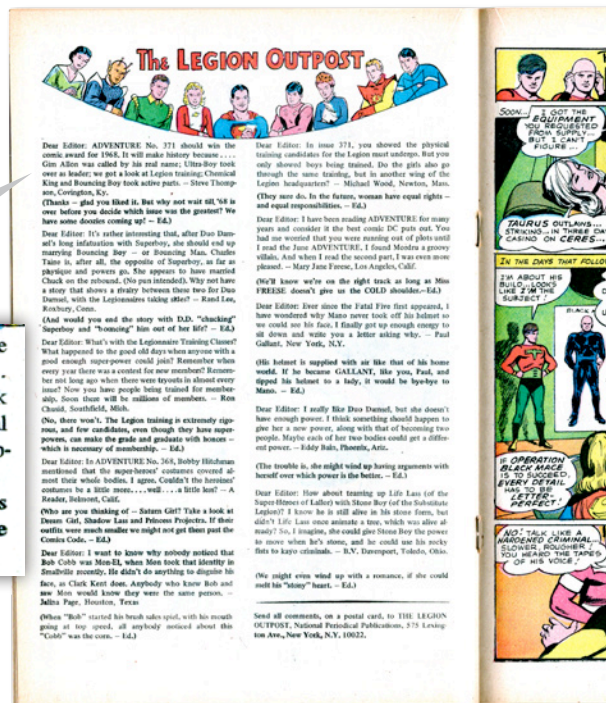 The LEGION OUTPOST
Dear Editor: ADVENTURE No. 371 should win the
comic award for 1968. It will make history because . . . .
Gim Allon was called by his real name; Ultra-Boy took
over as leader; we got a look at Legion training; Chemical
King and Bouncing Boy took active parts. — Steve Thomp-
son, Covington, Ky.
(Thanks — glad you liked it. But why not wait till '68 is
over before you decide which issue was the greatest? We
have some doozies coming up! — Ed.)
Dear Editor: It's rather interesting that, after Duo Dam-
sel's long infatuation with Superboy, she should end up
marrying Bouncing Boy — or Bouncing Man. Charles
Taine is, after all, the opposite of Superboy, as far as
physique and powers go. She appears to have married
Chuck on the rebound. (No pun intended). Why not have
a story that shows a rivalry between these two for Duo
Damsel, with the Legionnaires taking sides? — Rand Lee,
Roxbury, Conn.
(And would you end the story with D.D. "chucking"
Superboy and "bouncing" him out of her life? — Ed.)
Dear Editor: What's with the Legionnaire Training Classes?
What happened to the good old days when anyone with a
good enough super-power could join? Remember when
every year there was a contest for new members? Remem-
ber not long ago when there were tryouts in almost every
issue? Now you have people being trained for member-
ship. Soon there will be millions of members. — Ron
Chasid, Southfield, Mich.
(No, there won't. The Legion training is extremely rigo-
rous, and few candidates, even though they have super-
powers, can make the grade and graduate with honors —
which is necessary of membership. — Ed.)
Dear Editor: In ADVENTURE No. 368, Bobby Hitchman
mentioned that the super-heroes' costumes covered al-
most their whole bodies. I agree. Couldn't the heroines'
costumes be a little more . . . . well . . . . a little less? — A
Reader, Belmont, Calif.
(Who are you thinking of — Saturn Girl? Take a look at
Dream Girl, Shadow Lass and Princess Projectra. If their
outfits were much smaller we might not get them past the
Comics Code. — Ed.)
Dear Editor: I want to know why nobody noticed that
Bob Cobb was Mon-El, when Mon took that identity in
Smallville recently. He didn't do anything to disguise his
face, as Clark Kent does. Anybody who knew Bob and
saw Mon would know they were the same person. —
Jalina Page, Houston, Texas
(When "Bob" started his brush sales spiel, with his mouth
going at top speed, all anybody noticed about this
"Cobb" was the corn. — Ed.)
Dear Editor: In issue 371, you showed the physical
training candidates for the Legion must undergo. But you
only showed boys being trained. Do the girls also go
through the same training, but in another wing of the
Legion headquarters? — Michael Wood, Newton, Mass.
(They sure do. In the future, woman have equal rights —
and equal responsibilities. — Ed.)
Dear Editor: I have been reading ADVENTURE for many
years and consider it the best comic DC puts out. You
had me worried that you were running out of plots until
I read the June ADVENTURE, I found Mordru a groovy
villain. And when I read the second part, I was even more
pleased. — Mary Jane Ferese, Los Angeles, Calif.
(We'll know we're on the right track as long as Miss
FREESE doesn't give us the COLD shoulder.—Ed.)
Dear Editor: Ever since the Fatal Five first appeared, I
have wondered why Mano never took off his helmet so
we could see his face. I finally got up enough energy to
sit down and write you a letter asking why. — Paul
Gallant, New York, N.Y.
(His helmet is supplied with air like that of his home
world. If he became GALLANT, like you, Paul, and
tipped his helmet to a lady, it would be bye-bye to
Mano. — Ed.)
Dear Editor: I really like Duo Damsel, but she doesn't
have enough power. I think something should happen to
give her a new power, along with that of becoming two
people. Maybe each of her two bodies could get a differ-
ent power. — Eddy Bain, Phoenix, Ariz.
(The trouble is, she might wind up having arguments with
herself over which power is the better. — Ed.)
Dear Editor: How about teaming up Life Lass (of the
Super-Heroes of Lallor) with Stone Boy (of the Substitute
Legion)? I know he is still alive in his stone form, but
didn't Life Lass once animate a tree, which was alive al-
ready? So, I imagine, she could give Stone Boy the power
to move when he's stone, and he could use his rocky
fists to kayo criminals. — B.V. Davenport, Toledo, Ohio.
(We might even wind up with a romance, if she could
melt his "stony" heart. — Ed.)
Send all comments, on a postal card, to THE LEGION
OUTPOST, National Periodical Publications, 575 Lexing-
ton Ave., New York, N.Y. 10022.
SOON...
I GOT THE
EQUIPMENT
YOU REQUESTED
FROM SUPPLY...
BUT I CAN'T
FIGURE...
TAURUS OUTLAWS...
STRIKING... IN THREE DAY
CASINO ON CERES...
IN THE DAYS THAT FOLLO
I'M ABOUT HIS
BUILD...LOOKS
LIKE I'M THE
SUBJECT!
BLACK
IF OPERATION
BLACK MACE
IS TO SUCCEED,
EVERY DETAIL
HAS TO BE
LETTER-
PERFECT!
NO! TALK LIKE A
HARDENED CRIMINAL...
SLOWER, ROUGHER!
YOU HEARD THE TAPES
OF HIS VOICE!